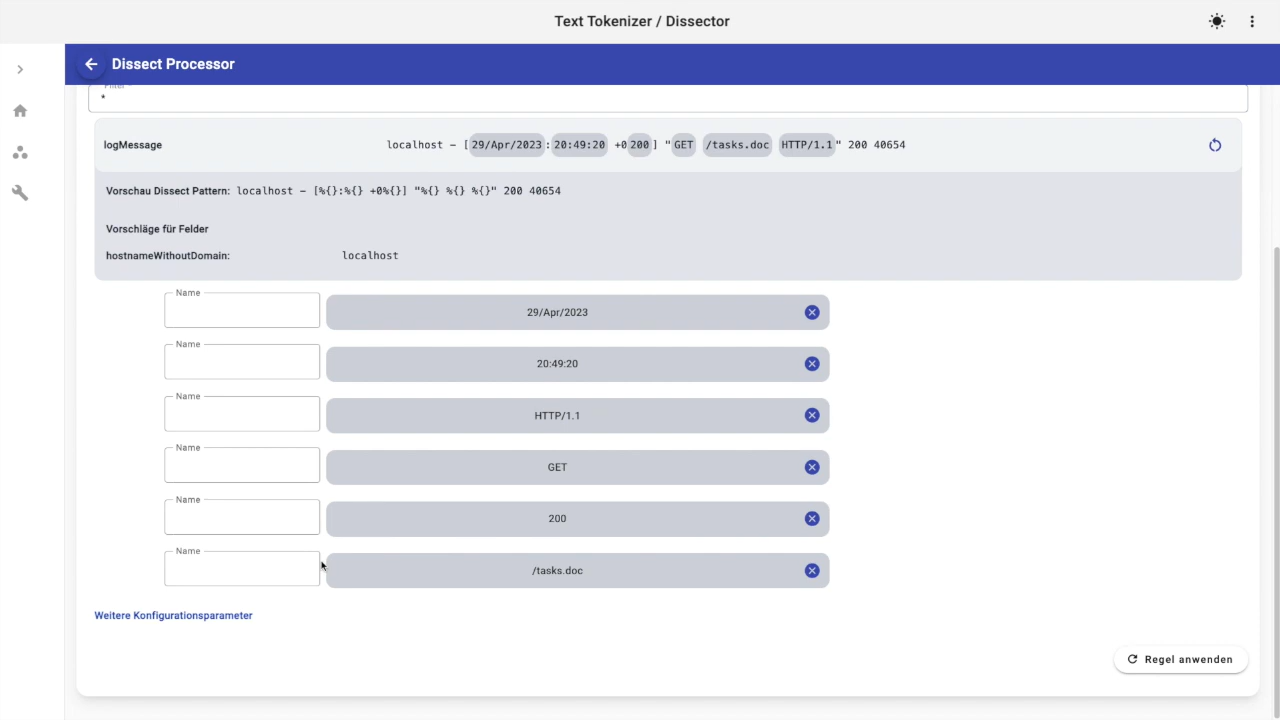 Text Tokenizer / Dissector
Dissect Processor
Filter *
*
logMessage localhost – [29/Apr/2023:20:49:20 +0200] "GET /tasks.doc HTTP/1.1" 200 40654
Vorschau Dissect Pattern: localhost – [%{}:%{} +0%{}] "%{} %{} %{}" 200 40654
Vorschläge für Felder
hostnameWithoutDomain: localhost
Name
29/Apr/2023
Name
20:49:20
Name
HTTP/1.1
Name
GET
Name
200
Name
/tasks.doc
Weitere Konfigurationsparameter
Regel anwenden